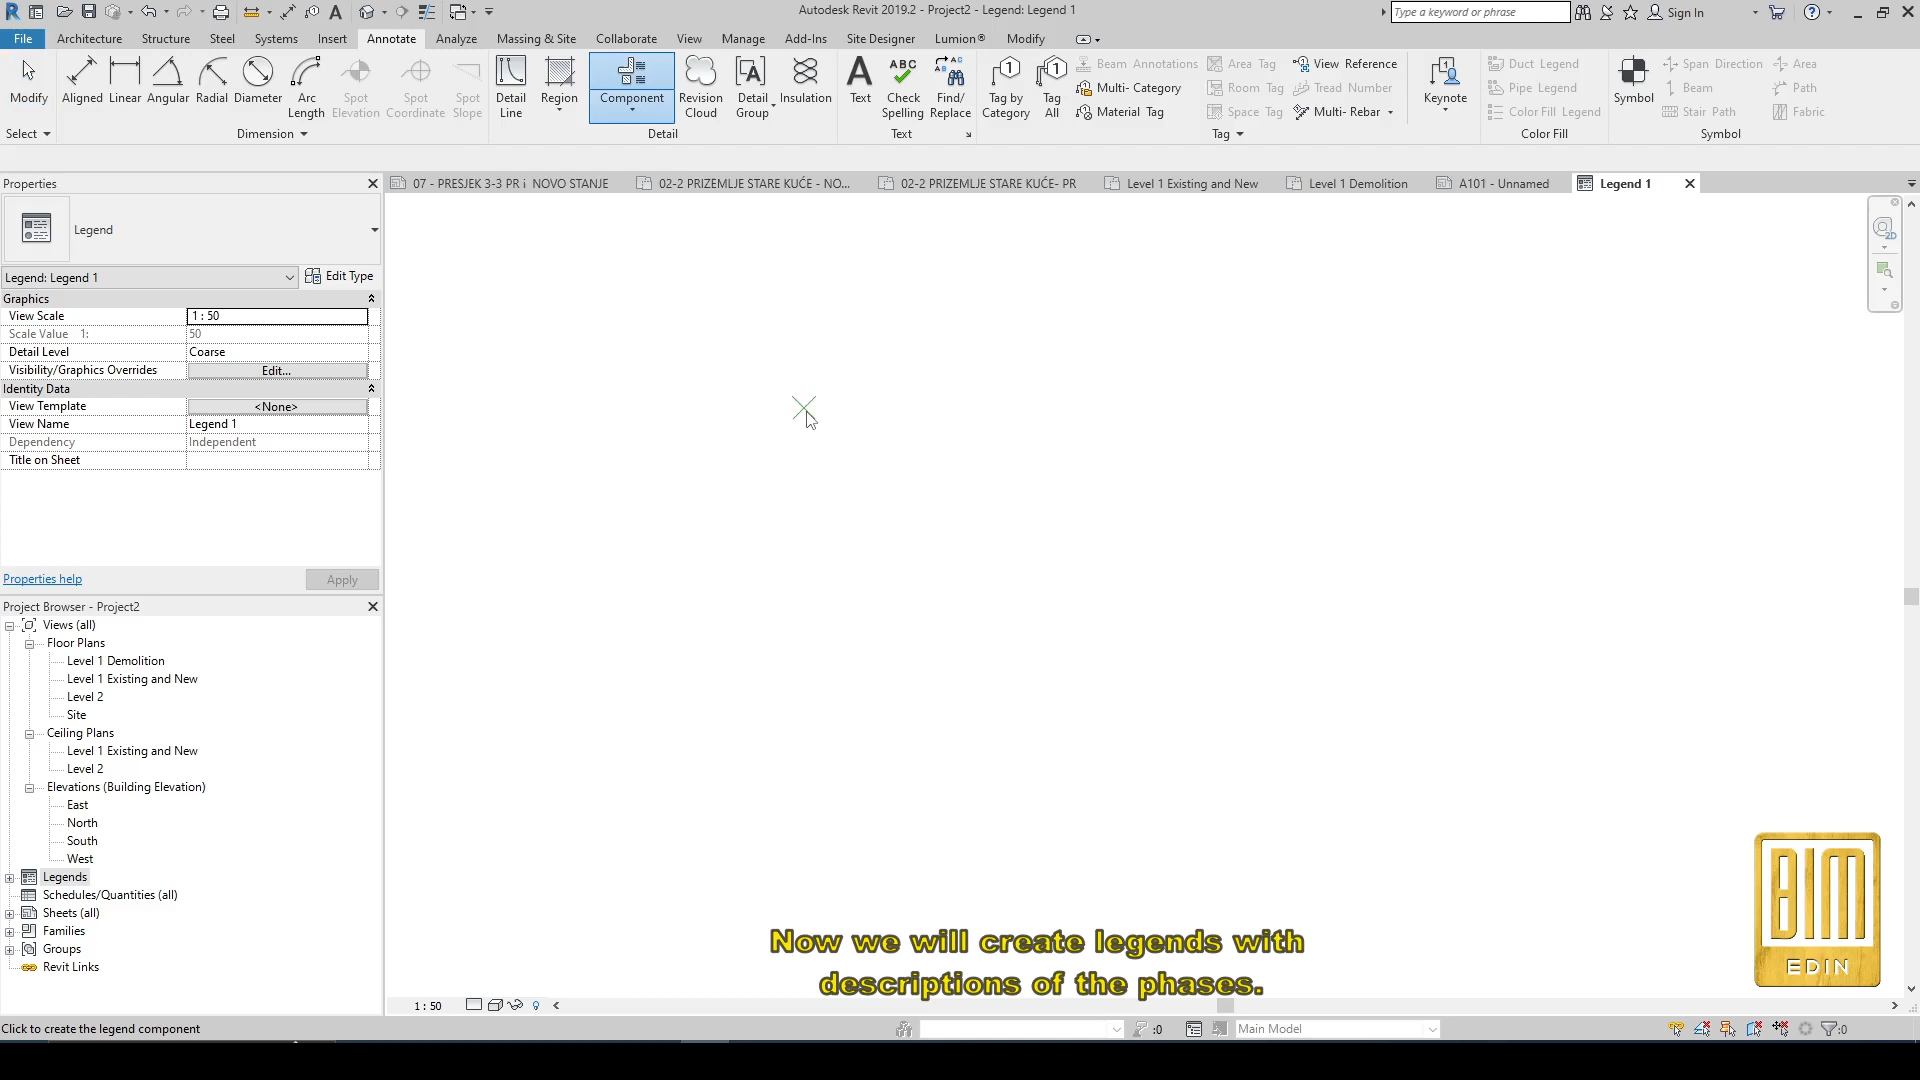 Autodesk Revit 2019.2 - Project2 - Legend: Legend 1
Type a keyword or phrase
Sign In
File Architecture Structure Steel Systems Insert Annotate Analyze Massing & Site Collaborate View Manage Add-Ins Site Designer Lumion® Modify
Modify
Aligned Linear Angular Radial Diameter Arc Length
Spot Elevation
Spot Coordinate
Spot Slope
Detail Line
Region
Component
Revision Cloud
Detail Group
Insulation
Text
ABC
Check Spelling
Find/ Replace
Tag by Category
Tag All
Beam Annotations
Multi- Category
Material Tag
Area Tag
Room Tag
Space Tag
View Reference
Tread Number
Multi- Rebar
Keynote
Duct Legend
Pipe Legend
Color Fill Legend
Symbol
Span Direction
Beam
Stair Path
Area
Path
Fabric
Select Dimension Detail Text Tag Color Fill Symbol
Properties
07 - PRESJEK 3-3 PR i NOVO STANJE
02-2 PRIZEMLJE STARE KUĆE - NO...
02-2 PRIZEMLJE STARE KUĆE- PR
Level 1 Existing and New
Level 1 Demolition
A101 - Unnamed
Legend 1
Legend
Legend: Legend 1
Edit Type
Graphics
View Scale 1 : 50
Scale Value 1: 50
Detail Level Coarse
Visibility/Graphics Overrides Edit...
Identity Data
View Template <None>
View Name Legend 1
Dependency Independent
Title on Sheet
Properties help
Apply
Project Browser - Project2
Views (all)
Floor Plans
Level 1 Demolition
Level 1 Existing and New
Level 2
Site
Ceiling Plans
Level 1 Existing and New
Level 2
Elevations (Building Elevation)
East
North
South
West
Legends
Schedules/Quantities (all)
Sheets (all)
Families
Groups
Revit Links
BIM
EDIN
Now we will create legends with
descriptions of the phases.
1 : 50
Click to create the legend component
:0
Main Model
:0